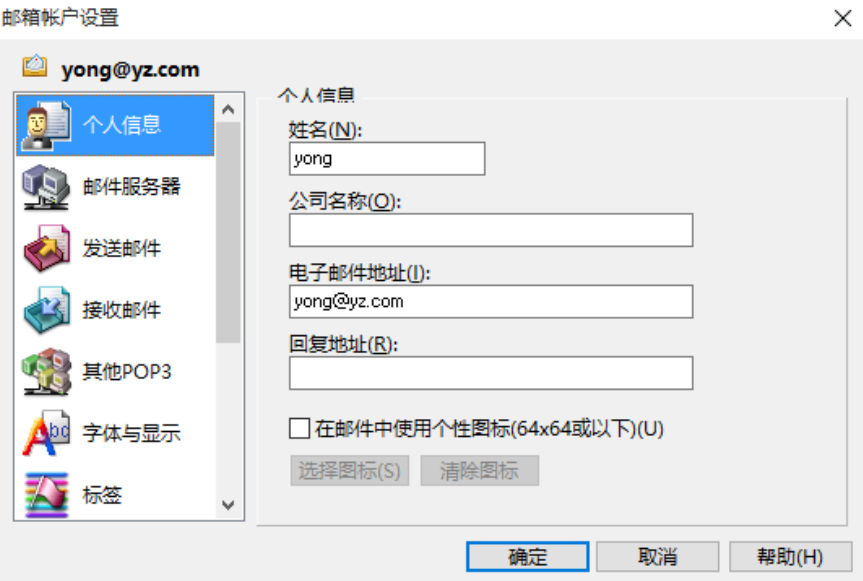 邮箱帐户设置
yong@yz.com
个人信息
邮件服务器
发送邮件
接收邮件
其他POP3
字体与显示
标签
个人信息
姓名(N):
yong
公司名称(O):
电子邮件地址(I):
yong@yz.com
回复地址(R):
在邮件中使用个性图标(64x64或以下)(U)
选择图标(S) 清除图标
确定 取消 帮助(H)